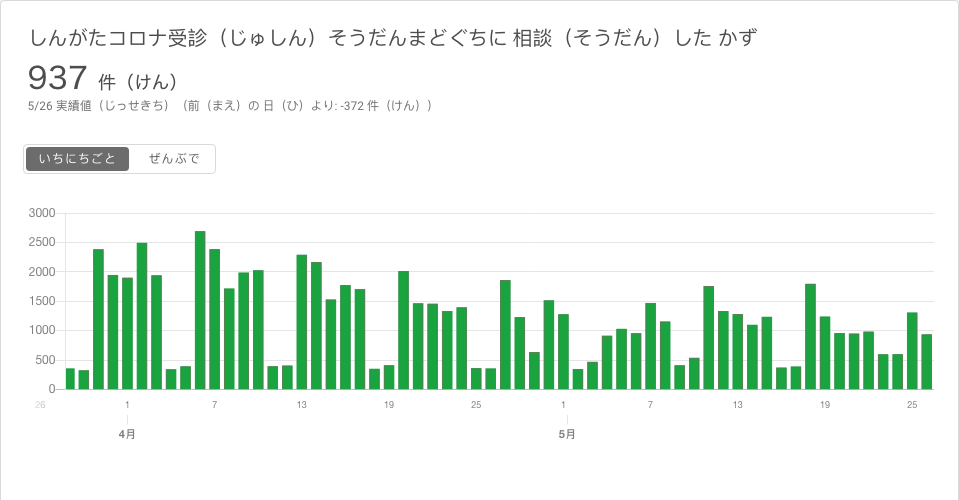 しんがたコロナ受診（じゅしん）そうだんまどぐちに 相談（そうだん）した かず
937 件（けん）
5/26 実績値（じっせきち）（前（まえ）の 日（ひ）より: -372 件（けん））
いちにちごと ぜんぶで
3000
2500
2000
1500
1000
500
0
26 1 7 13 19 25 1 7 13 19 25
4月 5月